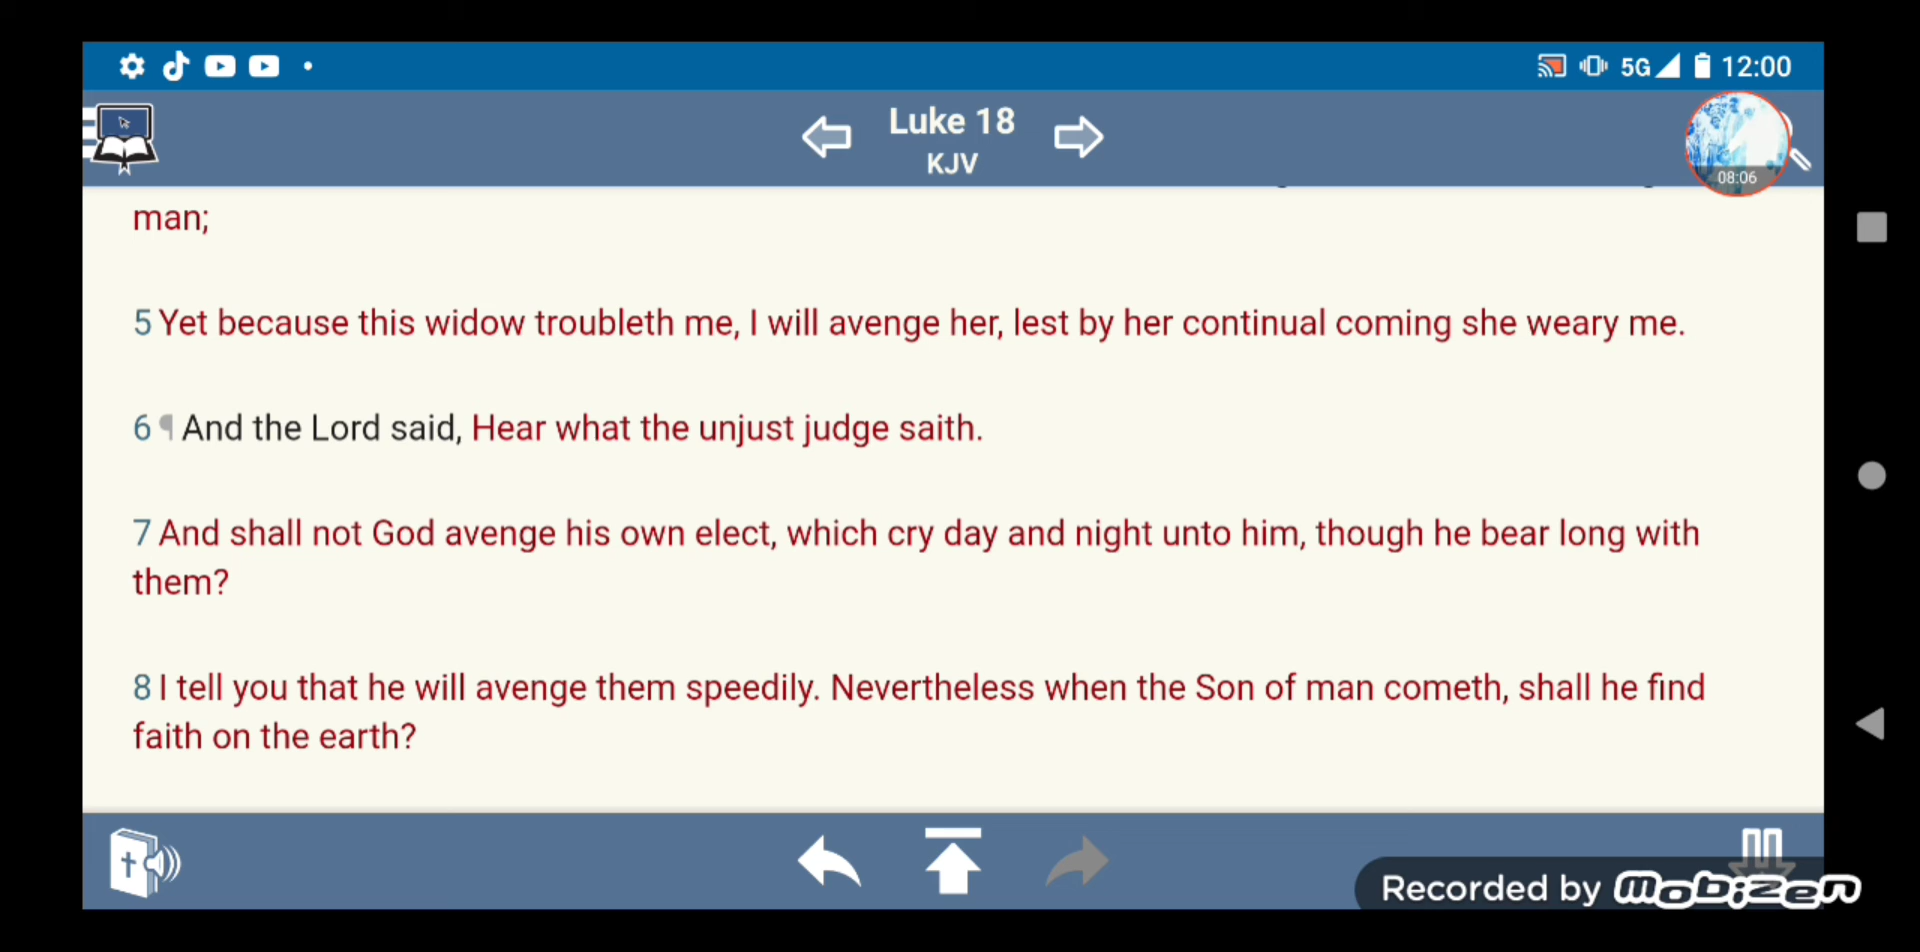 5G 12:00
Luke 18
KJV
08:06
man;
5 Yet because this widow troubleth me, I will avenge her, lest by her continual coming she weary me.
6 ¶ And the Lord said, Hear what the unjust judge saith.
7 And shall not God avenge his own elect, which cry day and night unto him, though he bear long with
them?
8 I tell you that he will avenge them speedily. Nevertheless when the Son of man cometh, shall he find
faith on the earth?
Recorded by Mobizen